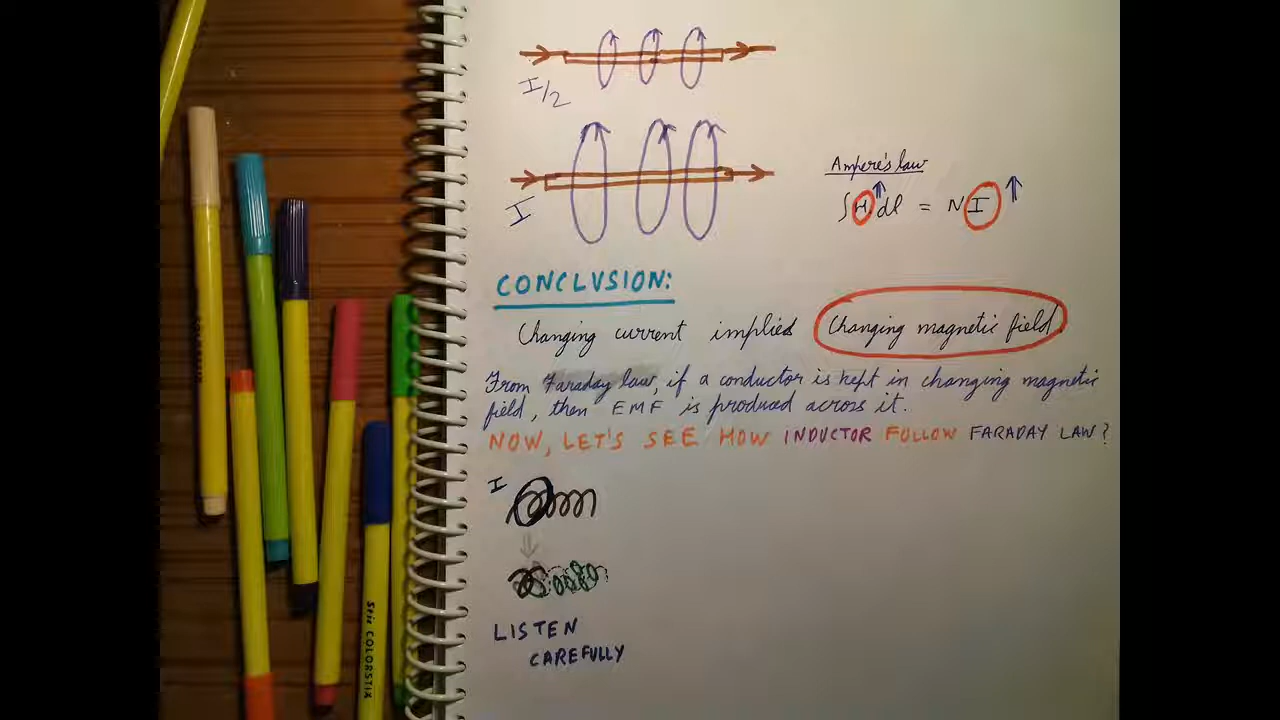 I/2
I
Ampere's law
∫H.dl = NI
CONCLUSION:
Changing current implied Changing magnetic field.
From Faraday law, if a conductor is kept in changing magnetic
field, then EMF is produced across it.
NOW, LET'S SEE HOW INDUCTOR FOLLOW FARADAY LAW?
I
LISTEN
CAREFULLY
COLORSTIX